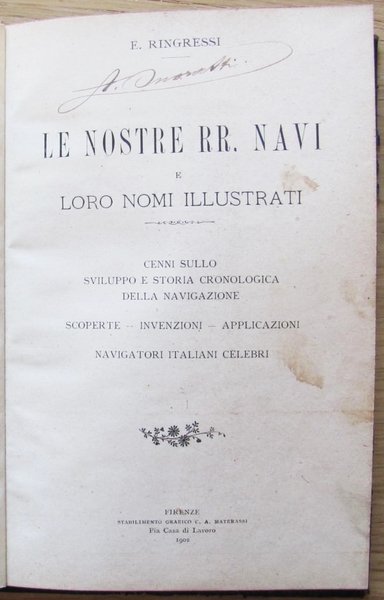 E. RINGRESSI
LE NOSTRE RR. NAVI
E
LORO NOMI ILLUSTRATI
CENNI SULLO
SVILUPPO E STORIA CRONOLOGICA
DELLA NAVIGAZIONE
SCOPERTE — INVENZIONI — APPLICAZIONI
NAVIGATORI ITALIANI CELEBRI
FIRENZE
STABILIMENTO GRAFICO C. A. MATERASSI
Via Casa di Lavoro
1902